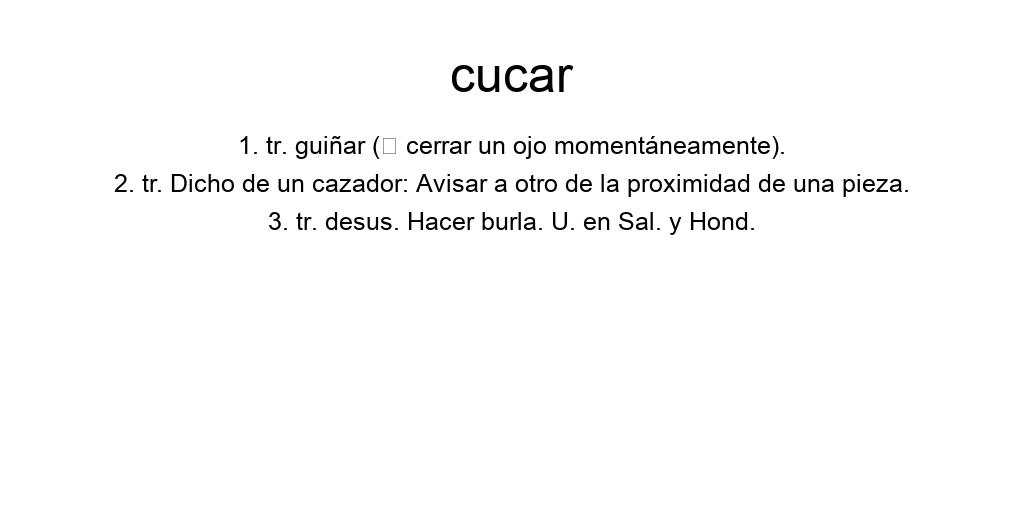 cucar
1. tr. guiñar (▯ cerrar un ojo momentáneamente).
2. tr. Dicho de un cazador: Avisar a otro de la proximidad de una pieza.
3. tr. desus. Hacer burla. U. en Sal. y Hond.